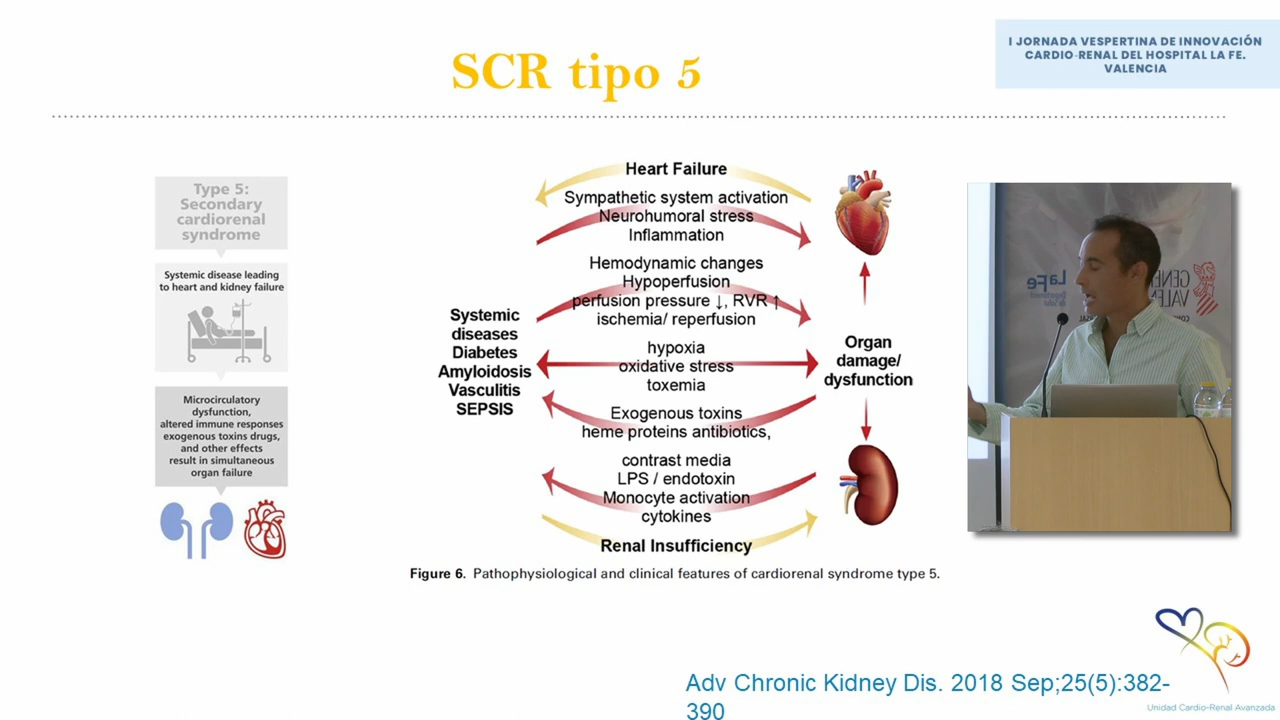 SCR tipo 5
I JORNADA VESPERTINA DE INNOVACIÓN
CARDIO-RENAL DEL HOSPITAL LA FE.
VALENCIA
Type 5:
Secondary
cardiorenal
syndrome
Systemic disease leading
to heart and kidney failure
Microcirculatory
dysfunction,
altered immune responses
exogenous toxins drugs,
and other effects
result in simultaneous
organ failure
Systemic
diseases
Diabetes
Amyloidosis
Vasculitis
SEPSIS
Heart Failure
Sympathetic system activation
Neurohumoral stress
Inflammation
Hemodynamic changes
Hypoperfusion
perfusion pressure ↓, RVR ↑
ischemia/ reperfusion
hypoxia
oxidative stress
toxemia
Exogenous toxins
heme proteins antibiotics,
contrast media
LPS / endotoxin
Monocyte activation
cytokines
Renal Insufficiency
Organ
damage/
dysfunction
Figure 6. Pathophysiological and clinical features of cardiorenal syndrome type 5.
LaFe
GENE
VALEN
Adv Chronic Kidney Dis. 2018 Sep;25(5):382-
390
Unidad Cardio-Renal Avanzada